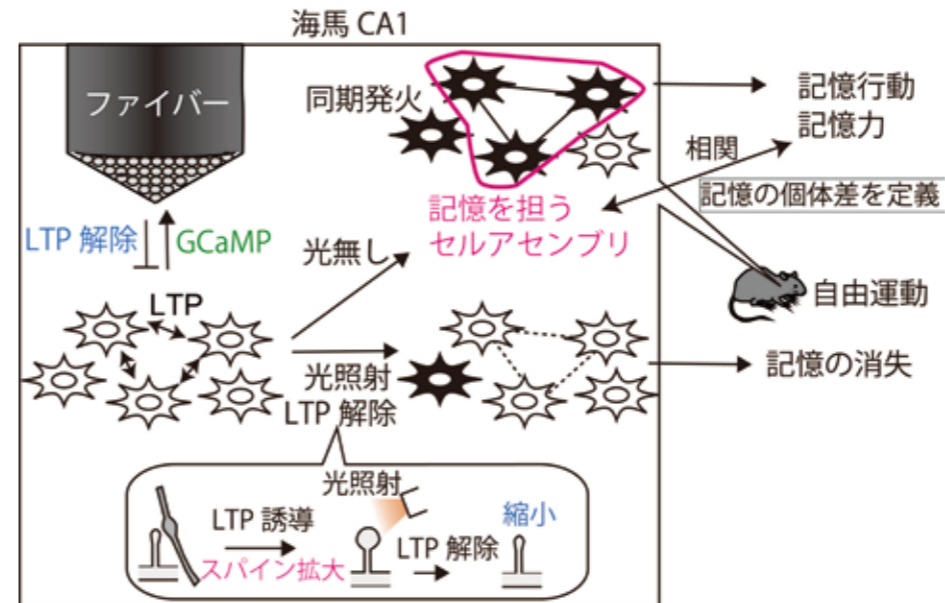 海馬 CA1
ファイバー
同期発火
記憶行動
記憶力
相関
記憶の個体差を定義
記憶を担う
セルアセンブリ
LTP 解除
GCaMP
光無し
LTP
自由運動
光照射
LTP 解除
記憶の消失
光照射
LTP 誘導
スパイン拡大
LTP 解除
縮小